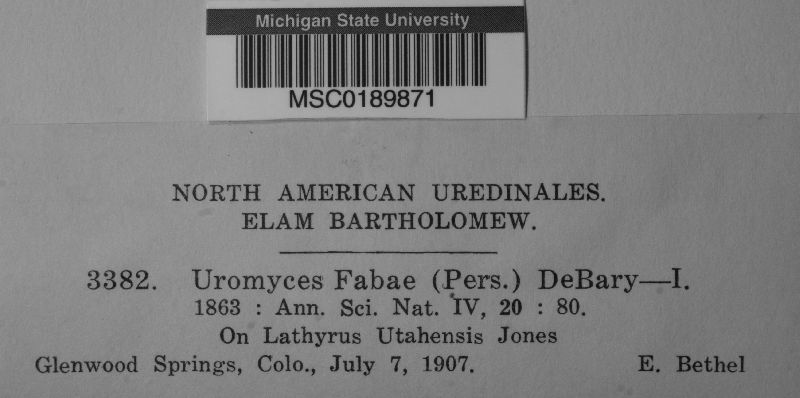 Michigan State University
MSC0189871
NORTH AMERICAN UREDINALES.
ELAM BARTHOLOMEW.
3382. Uromyces Fabae (Pers.) DeBary—I.
1863 : Ann. Sci. Nat. IV, 20 : 80.
On Lathyrus Utahensis Jones
Glenwood Springs, Colo., July 7, 1907. E. Bethel